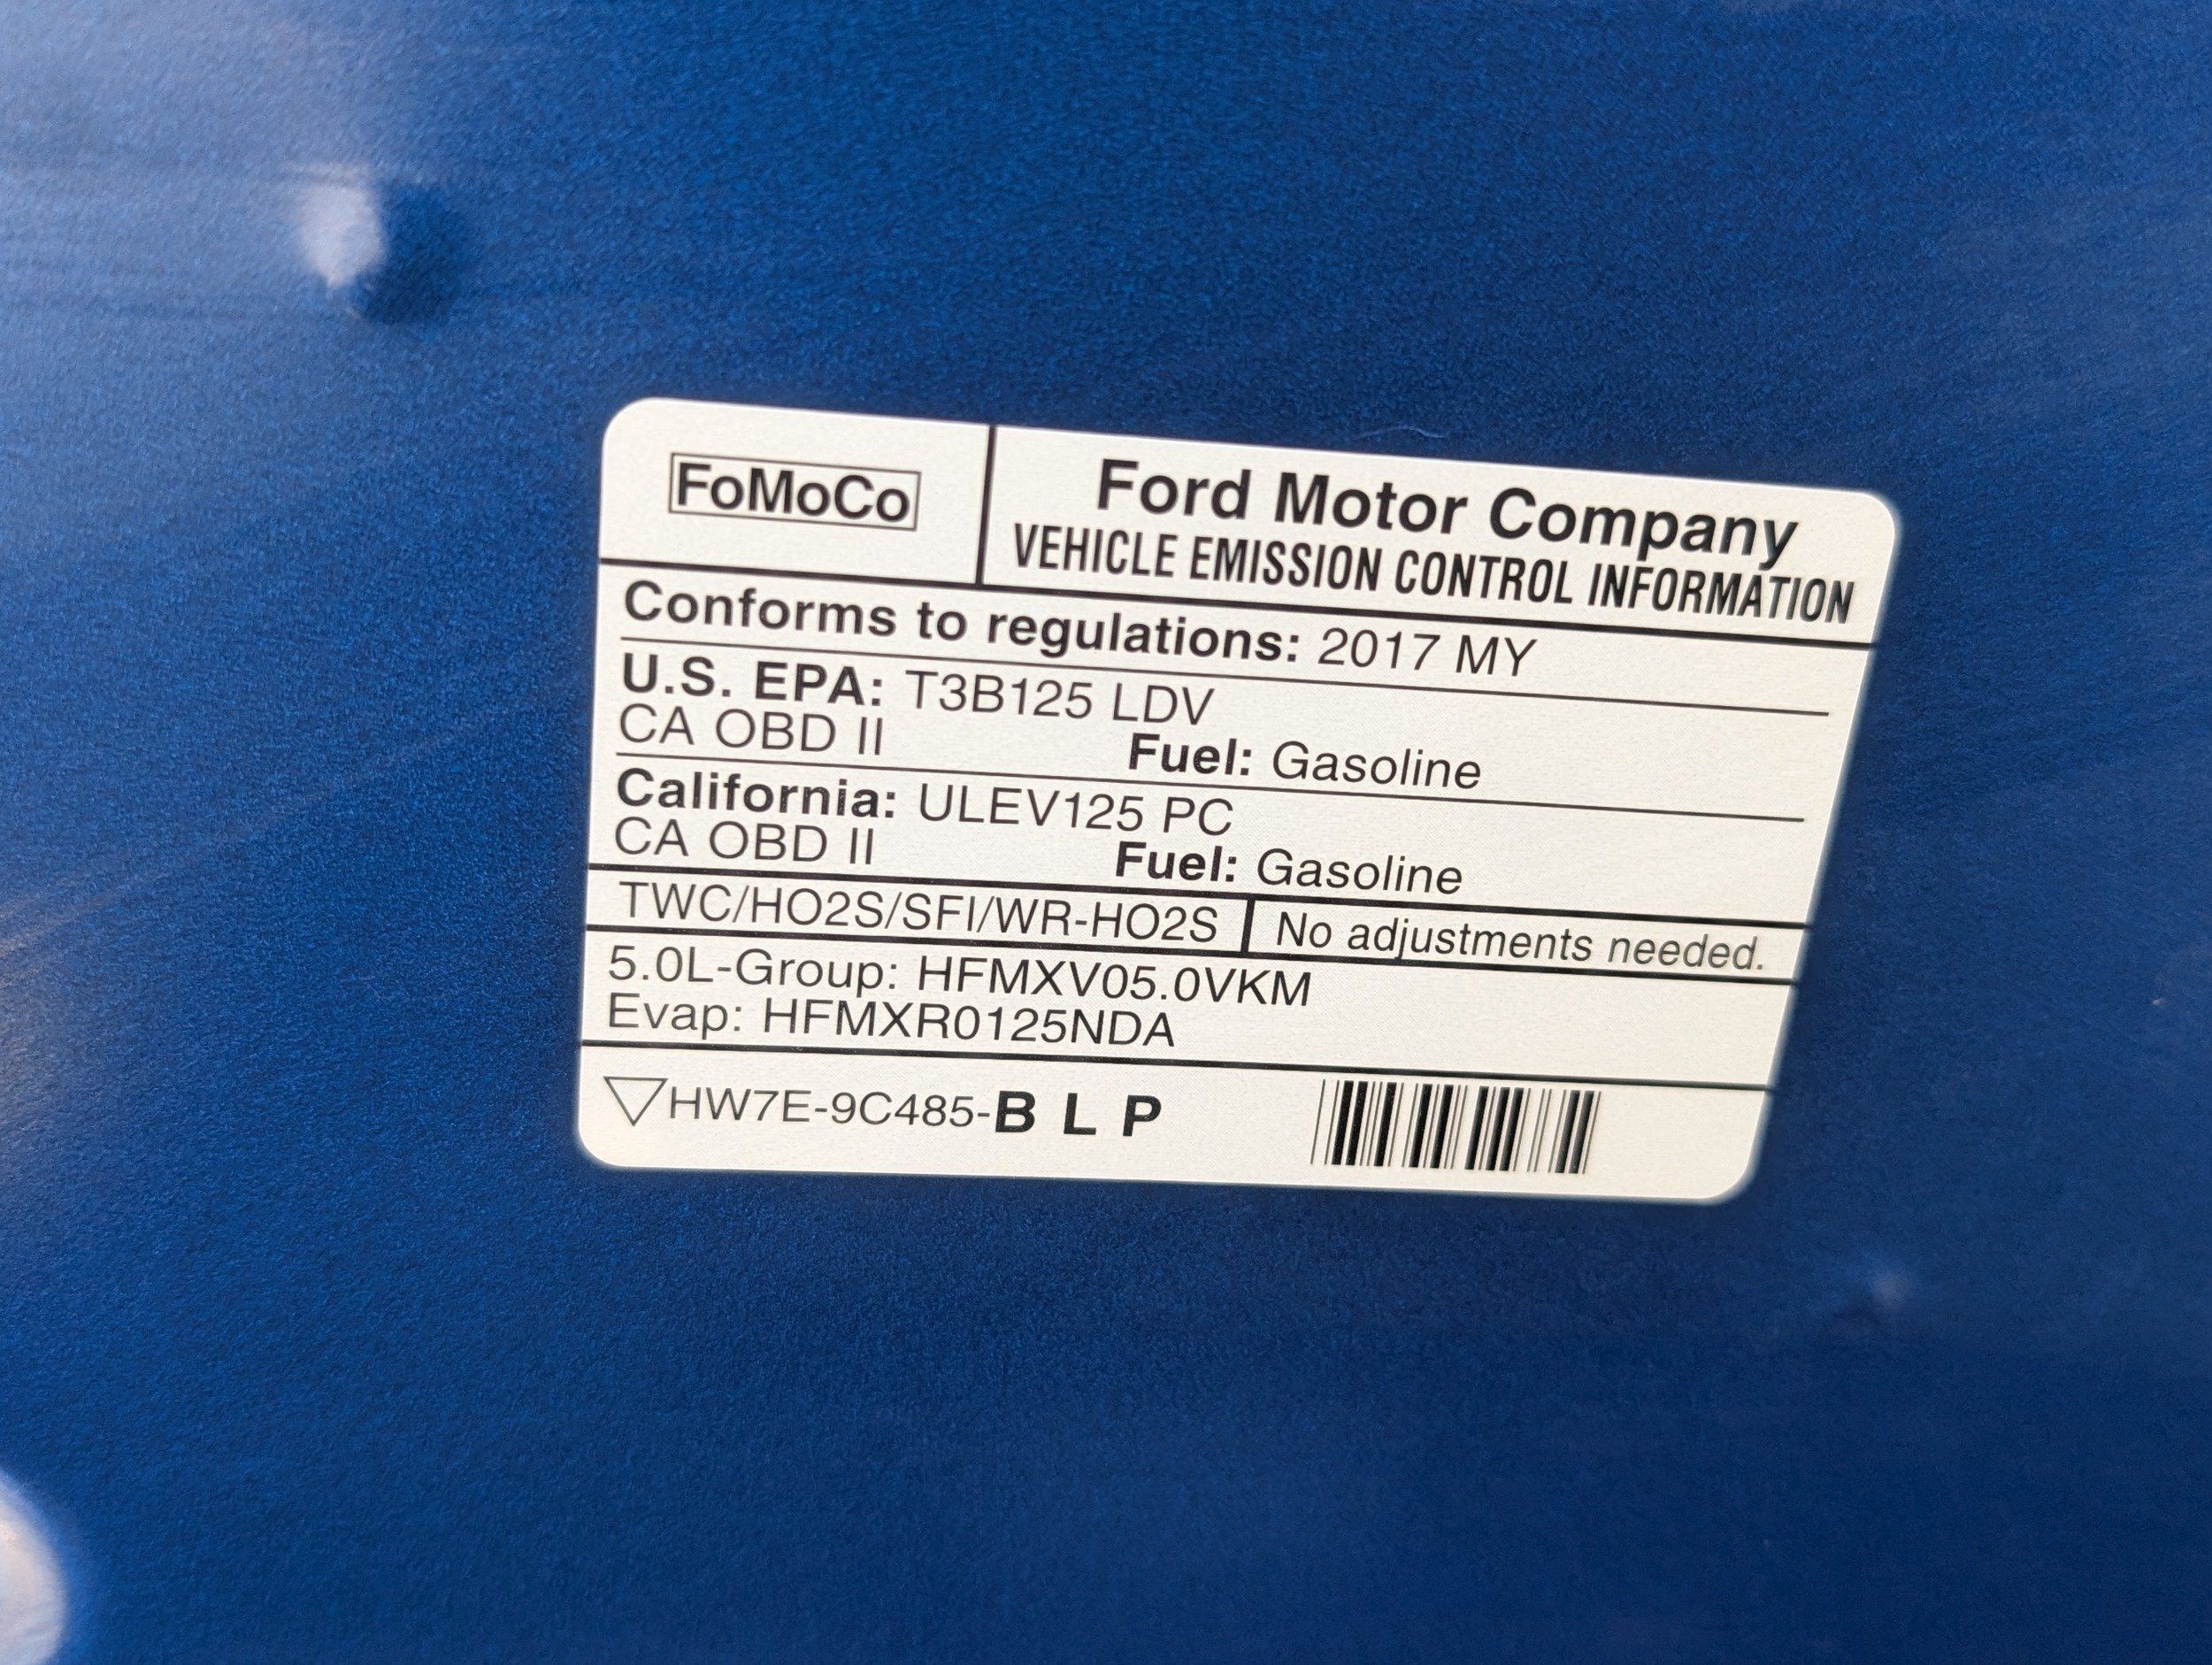 FoMoCo
Ford Motor Company
VEHICLE EMISSION CONTROL INFORMATION
Conforms to regulations: 2017 MY
U.S. EPA: T3B125 LDV
CA OBD II Fuel: Gasoline
California: ULEV125 PC
CA OBD II Fuel: Gasoline
TWC/HO2S/SFI/WR-HO2S
No adjustments needed.
5.0L-Group: HFMXV05.0VKM
Evap: HFMXR0125NDA
HW7E-9C485-B L P